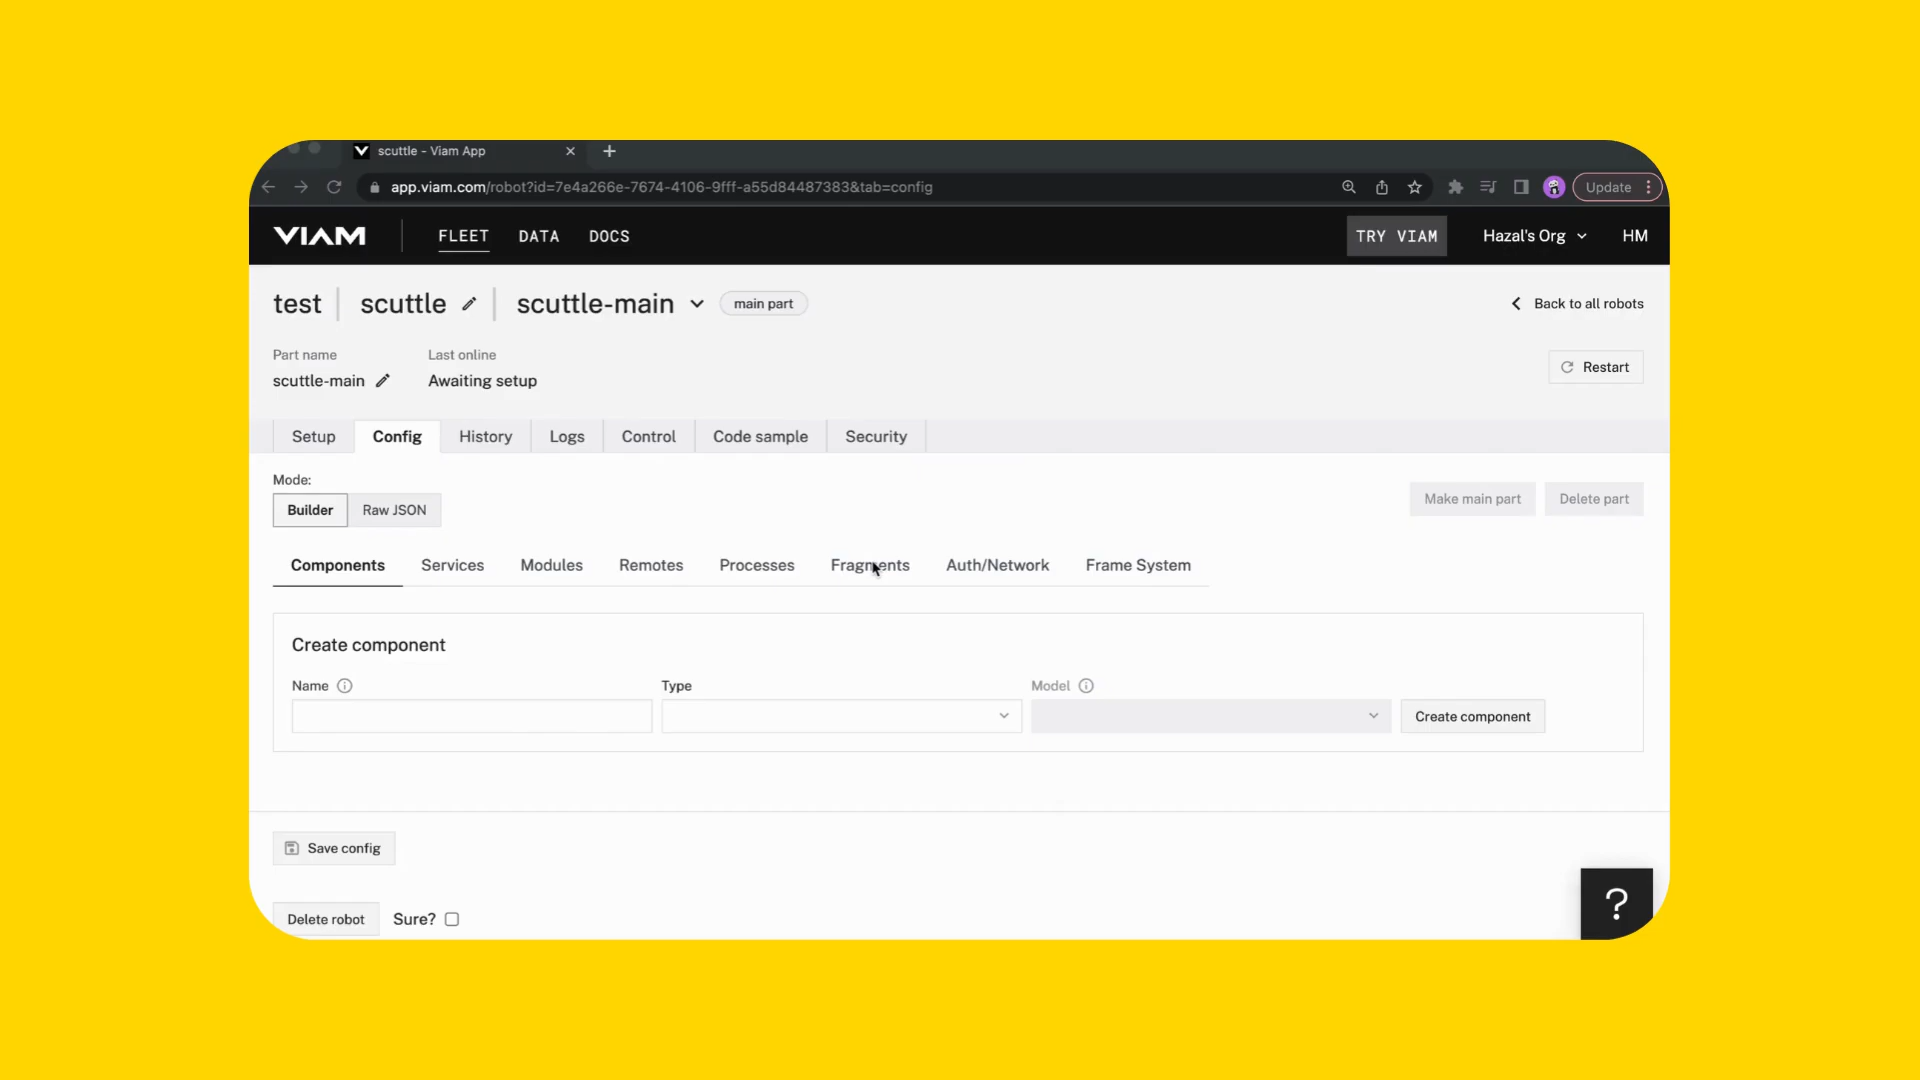 scuttle - Viam App
app.viam.com/robot?id=7e4a266e-7674-4106-9fff-a55d84487383&tab=config
Update
VIAM
FLEET DATA DOCS
TRY VIAM
Hazal's Org
HM
test scuttle scuttle-main main part
Back to all robots
Part name Last online
scuttle-main Awaiting setup
Restart
Setup Config History Logs Control Code sample Security
Mode:
Builder Raw JSON
Make main part Delete part
Components Services Modules Remotes Processes Fragments Auth/Network Frame System
Create component
Name Type Model
Create component
Save config
Delete robot Sure?
?